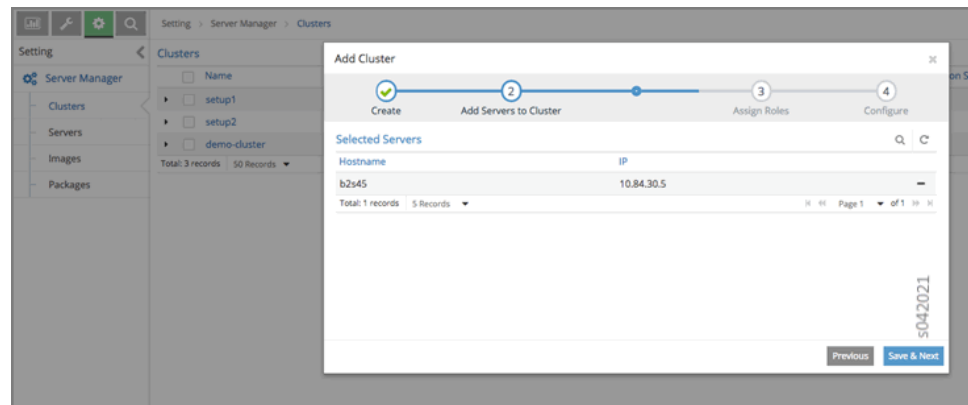 Setting > Server Manager > Clusters
Setting
Server Manager
Clusters
Servers
Images
Packages
Clusters
Name
setup1
setup2
demo-cluster
Total: 3 records 50 Records
on S
Add Cluster
2
3
4
Create
Add Servers to Cluster
Assign Roles
Configure
Selected Servers
Hostname IP
b2s45 10.84.30.5
Total: 1 records 5 Records Page 1 of 1
s042021
Previous Save & Next